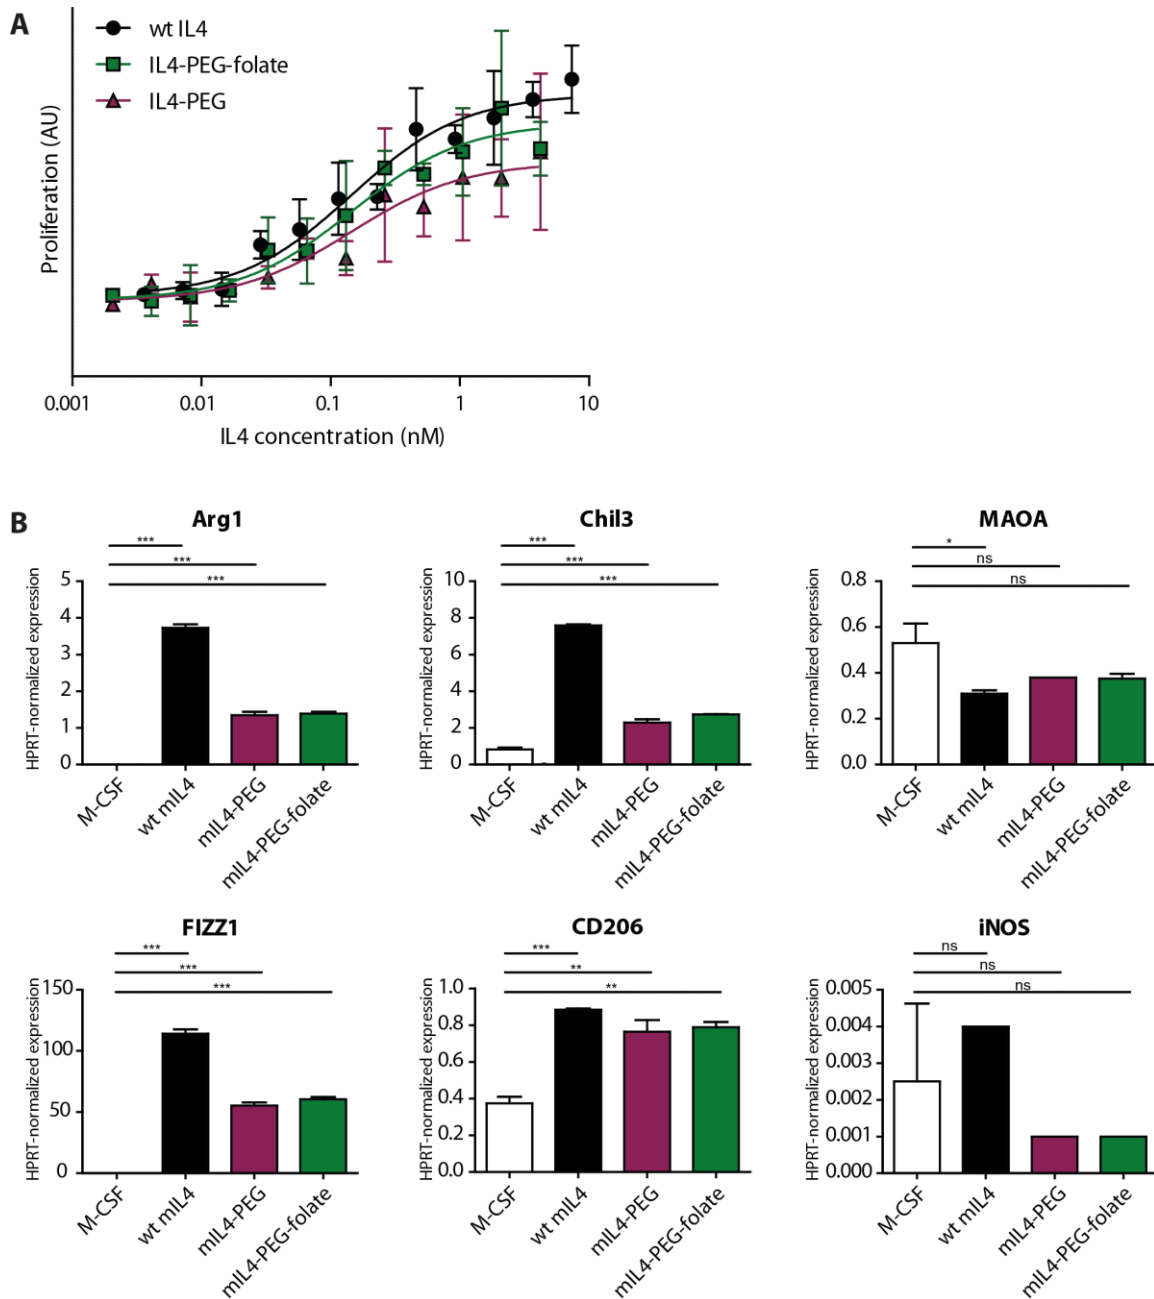 A
wt IL4
IL4-PEG-folate
IL4-PEG
Proliferation (AU)
0.001 0.01 0.1 1 10
IL4 concentration (nM)
B
Arg1
***
***
***
HPRT-normalized expression
5
4
3
2
1
0
M-CSF
wt mIL4
mIL4-PEG
mIL4-PEG-folate
Chil3
***
***
***
HPRT-normalized expression
10
8
6
4
2
0
M-CSF
wt mIL4
mIL4-PEG
mIL4-PEG-folate
MAOA
*
ns
ns
HPRT-normalized expression
0.8
0.6
0.4
0.2
0.0
M-CSF
wt mIL4
mIL4-PEG
mIL4-PEG-folate
FIZZ1
***
***
***
HPRT-normalized expression
150
100
50
0
M-CSF
wt mIL4
mIL4-PEG
mIL4-PEG-folate
CD206
***
**
**
HPRT-normalized expression
1.0
0.8
0.6
0.4
0.2
0.0
M-CSF
wt mIL4
mIL4-PEG
mIL4-PEG-folate
iNOS
ns
ns
ns
HPRT-normalized expression
0.005
0.004
0.003
0.002
0.001
0.000
M-CSF
wt mIL4
mIL4-PEG
mIL4-PEG-folate